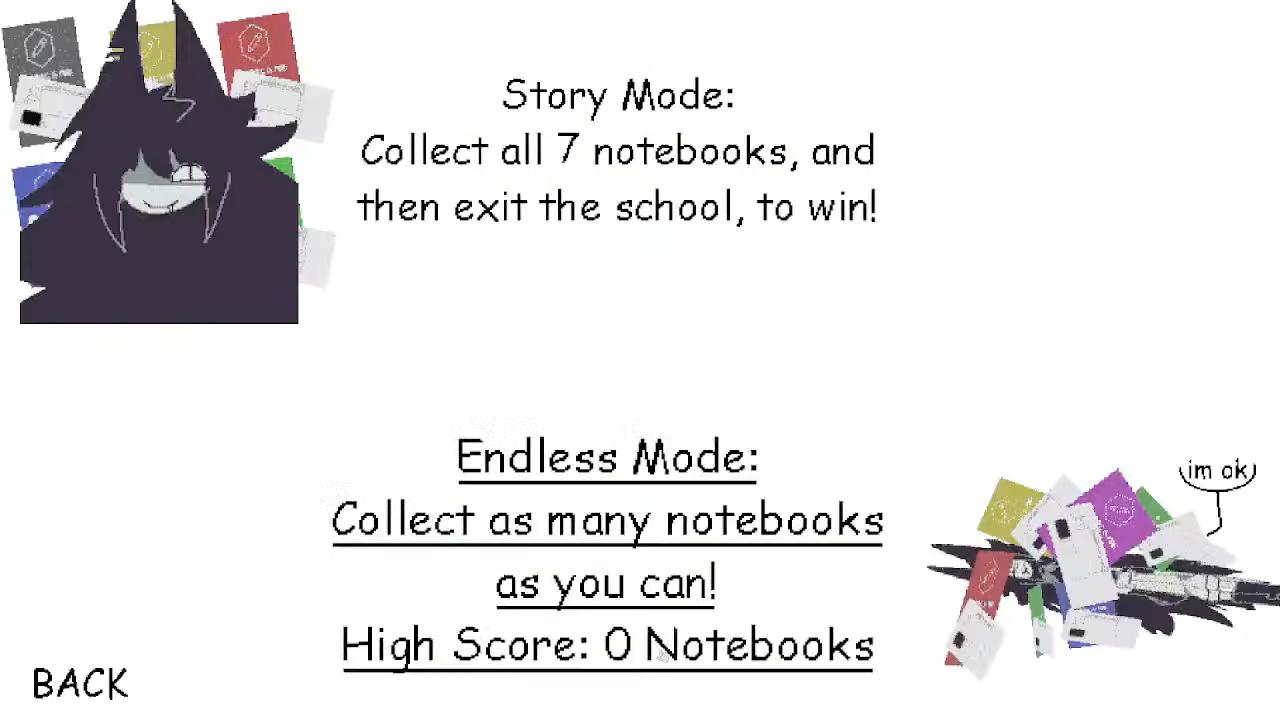 Story Mode:
Collect all 7 notebooks, and
then exit the school, to win!
Endless Mode:
Collect as many notebooks
as you can!
High Score: 0 Notebooks
im ok
BACK